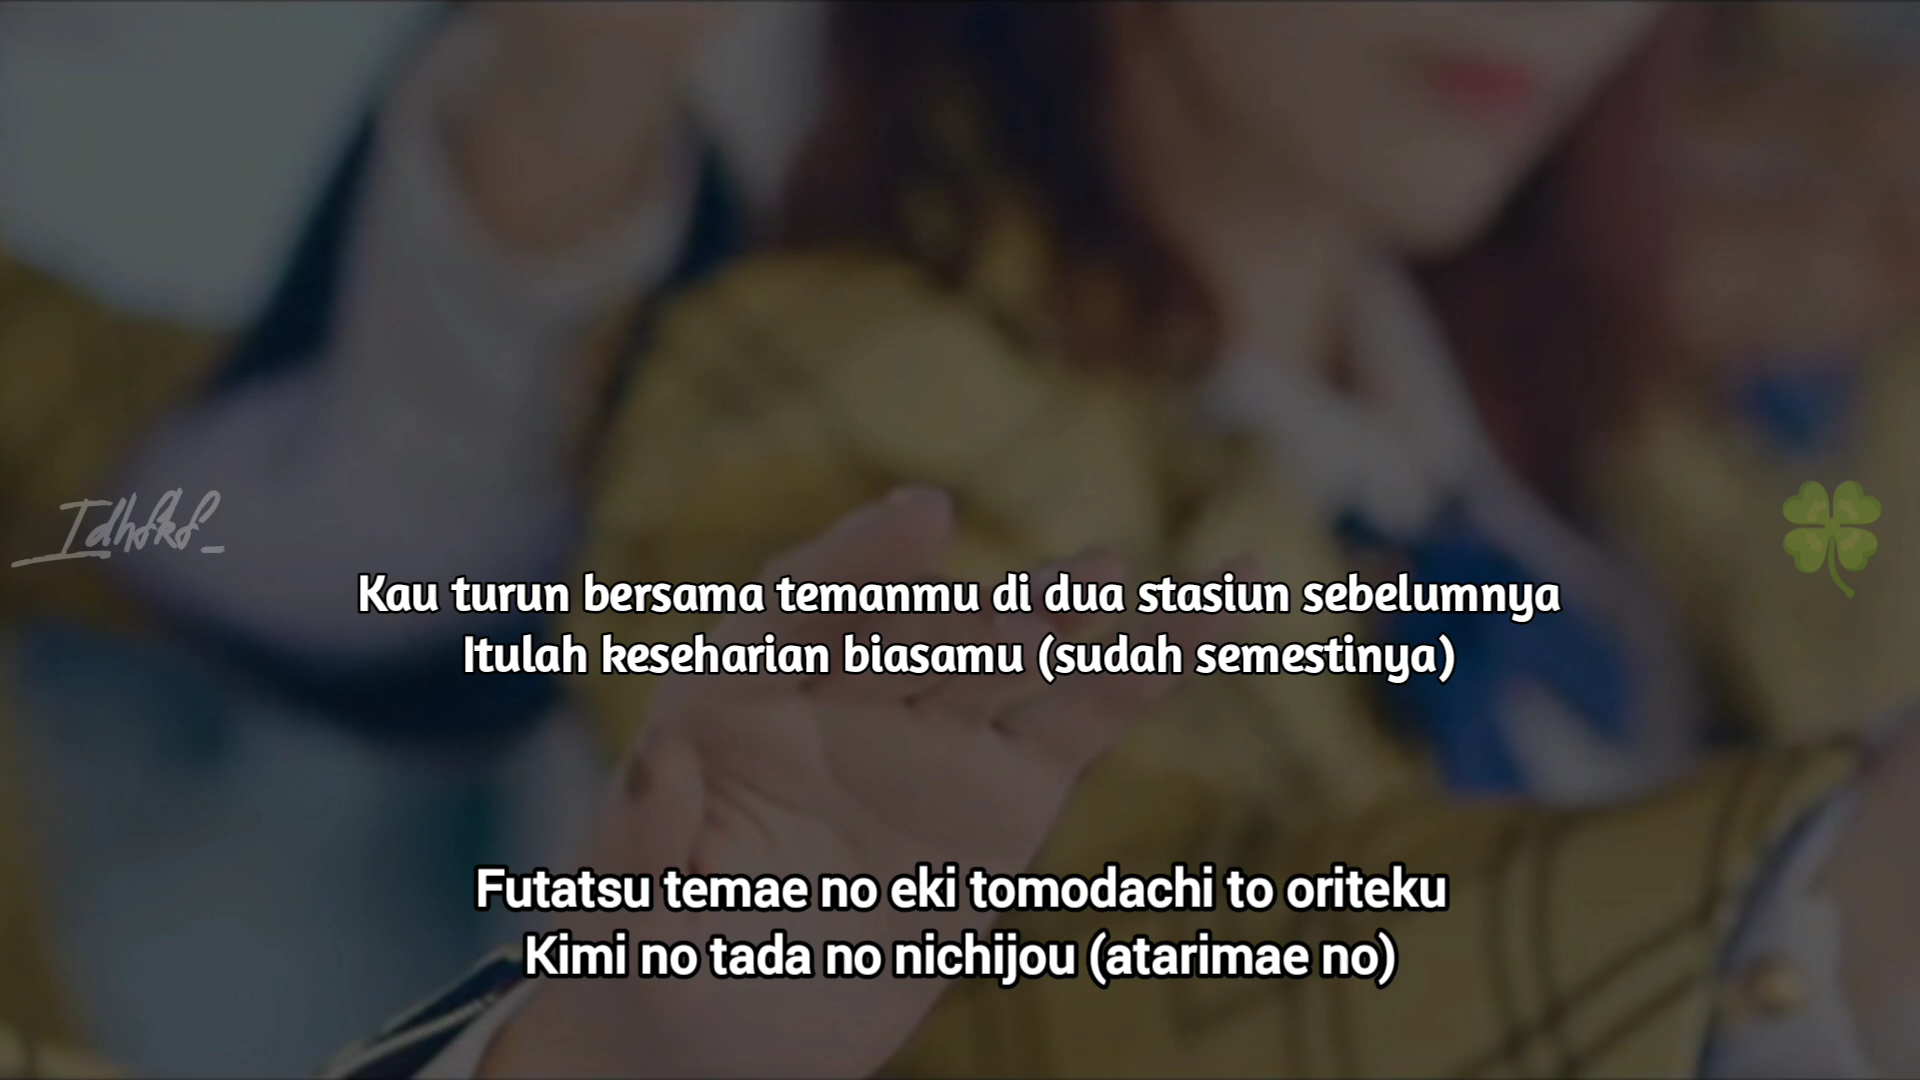 Idhfkf_
Kau turun bersama temanmu di dua stasiun sebelumnya
Itulah keseharian biasamu (sudah semestinya)
Futatsu temae no eki tomodachi to oriteku
Kimi no tada no nichijou (atarimae no)